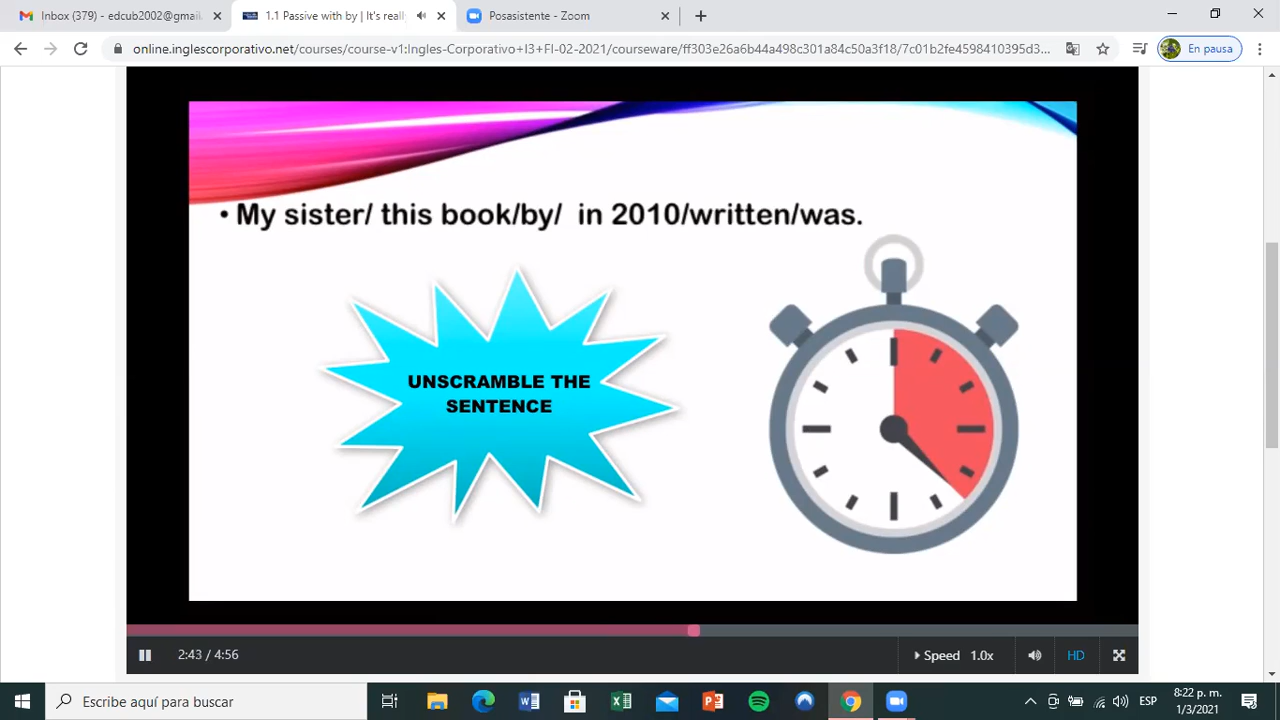 Inbox (379) - edcub2002@gmai
1.1 Passive with by | It's reall
Posasistente - Zoom
online.inglescorporativo.net/courses/course-v1:Ingles-Corporativo+I3+FI-02-2021/courseware/ff303e26a6b44a498c301a84c50a3f18/7c01b2fe4598410395d3...
En pausa
• My sister/ this book/by/ in 2010/written/was.
UNSCRAMBLE THE
SENTENCE
2:43 / 4:56
Speed 1.0x
HD
Escribe aquí para buscar
ESP
8:22 p. m.
1/3/2021